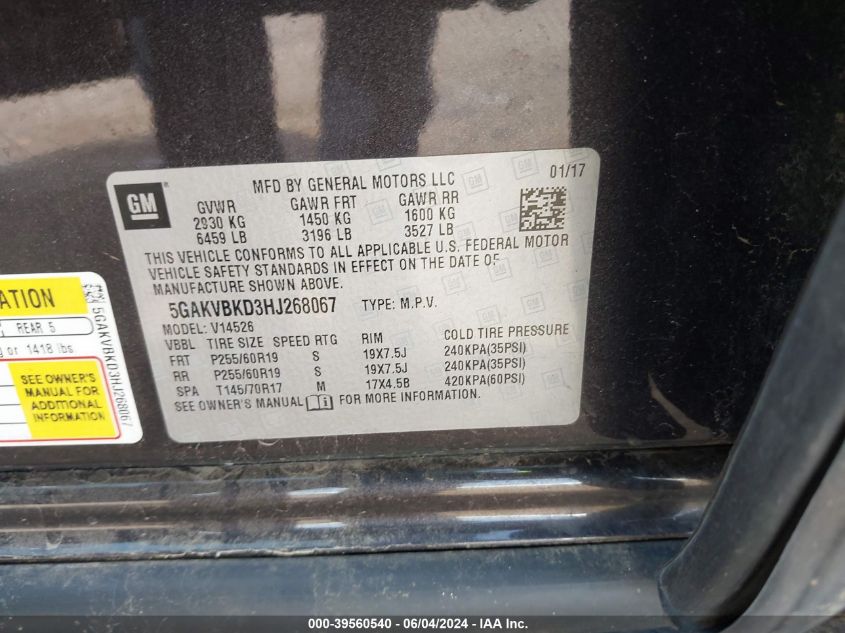 GM
MFD BY GENERAL MOTORS LLC
01/17
GVWR GAWR FRT GAWR RR
2930 KG 1450 KG 1600 KG
6459 LB 3196 LB 3527 LB
THIS VEHICLE CONFORMS TO ALL APPLICABLE U.S. FEDERAL MOTOR
VEHICLE SAFETY STANDARDS IN EFFECT ON THE DATE OF
MANUFACTURE SHOWN ABOVE.
5GAKVBKD3HJ268067 TYPE: M.P.V.
MODEL: V14526
VBBL TIRE SIZE SPEED RTG RIM COLD TIRE PRESSURE
FRT P255/60R19 S 19X7.5J 240KPA(35PSI)
RR P255/60R19 S 19X7.5J 240KPA(35PSI)
SPA T145/70R17 M 17X4.5B 420KPA(60PSI)
SEE OWNER'S MANUAL FOR MORE INFORMATION.
REAR 5
or 1418 lbs
SEE OWNER'S
MANUAL FOR
ADDITIONAL
INFORMATION
5GAKVBKD3HJ268067
000-39560540 - 06/04/2024 - IAA Inc.